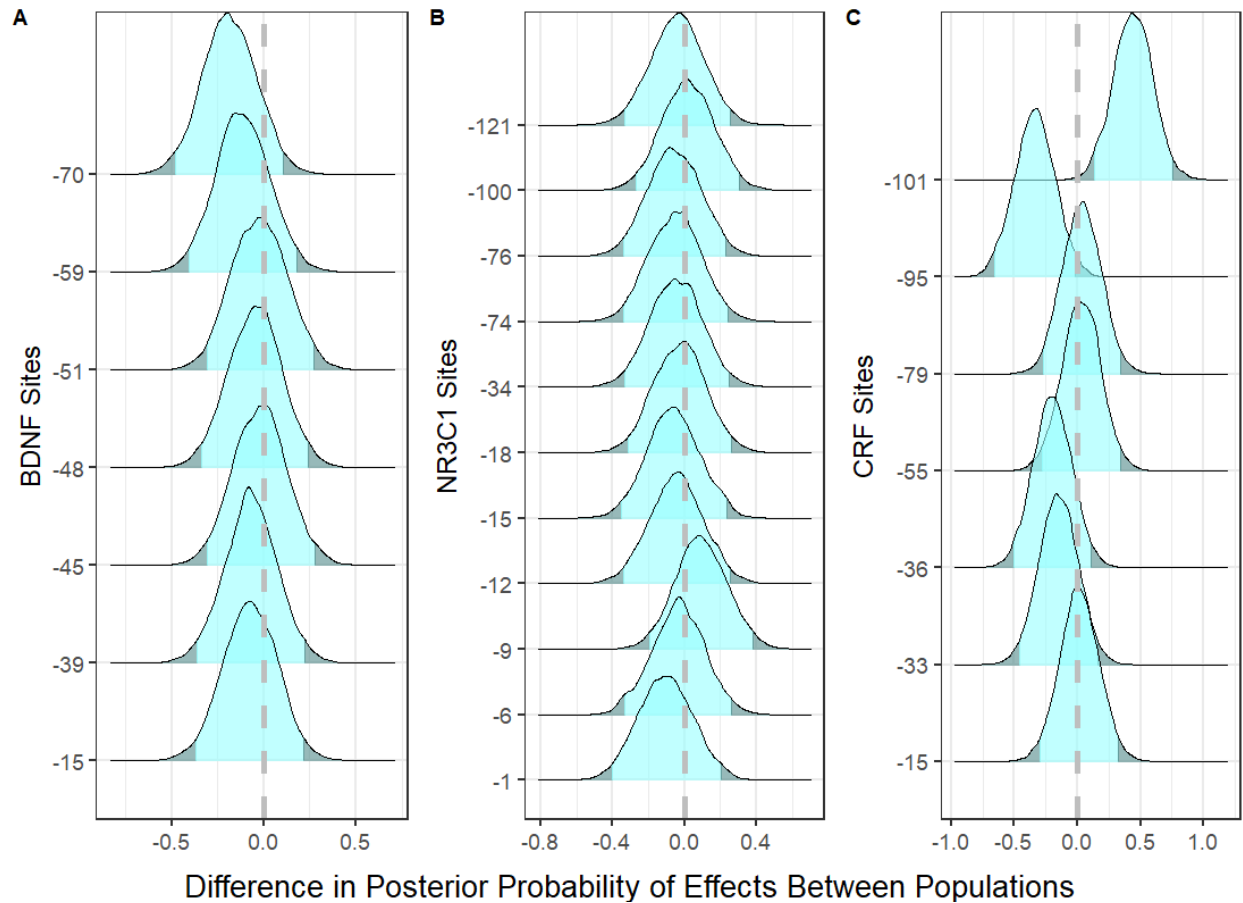 A
BDNF Sites
-70
-59
-51
-48
-45
-39
-15
-0.5 0.0 0.5
B
NR3C1 Sites
-121
-100
-76
-74
-34
-18
-15
-12
-9
-6
-1
-0.8 -0.4 0.0 0.4
C
CRF Sites
-101
-95
-79
-55
-36
-33
-15
-1.0 -0.5 0.0 0.5 1.0
Difference in Posterior Probability of Effects Between Populations